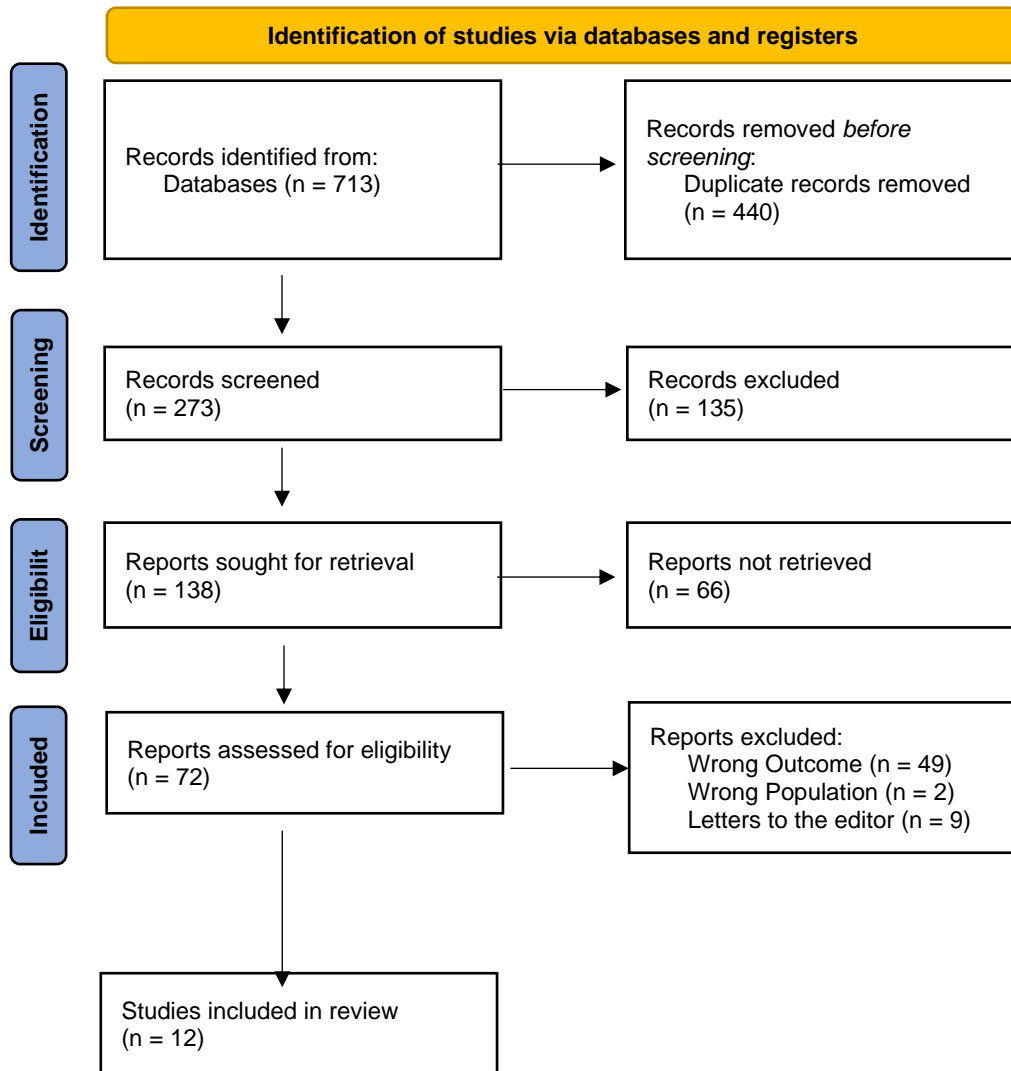 Identification of studies via databases and registers
Identification
Records identified from:
Databases (n = 713)
Records removed before
screening:
Duplicate records removed
(n = 440)
Screening
Records screened
(n = 273)
Records excluded
(n = 135)
Eligibilit
Reports sought for retrieval
(n = 138)
Reports not retrieved
(n = 66)
Included
Reports assessed for eligibility
(n = 72)
Reports excluded:
Wrong Outcome (n = 49)
Wrong Population (n = 2)
Letters to the editor (n = 9)
Studies included in review
(n = 12)